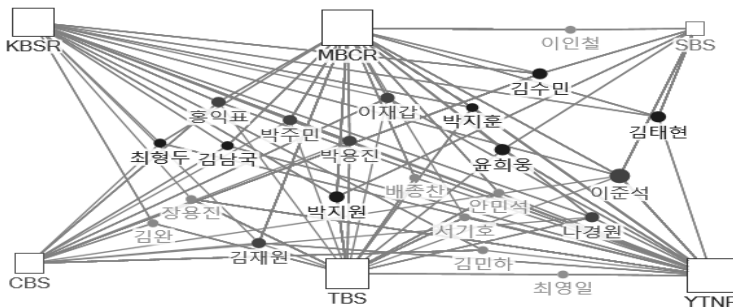 KBSR
MBCR
이인철
SBS
김수민
홍익표
이재갑
박지훈
박주민
김태현
최형두
김남국
박용진
윤희웅
배종찬
이준석
장용진
박지원
안민석
김완
서기호
나경원
김재원
김민하
CBS
TBS
최영일
YTNR